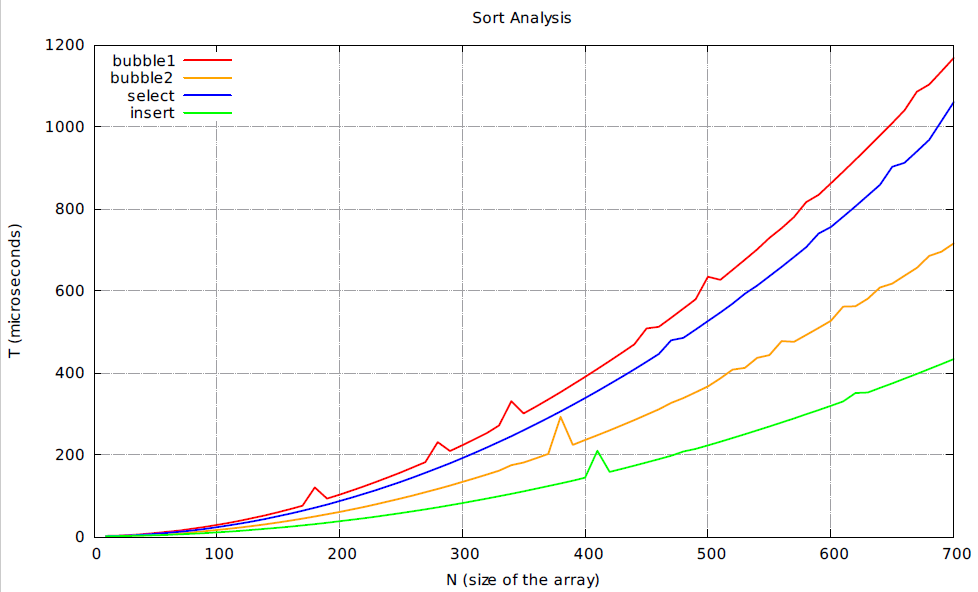 Sort Analysis
1200
1000
800
600
400
200
0
bubble1
bubble2
select
insert
T (microseconds)
0 100 200 300 400 500 600 700
N (size of the array)